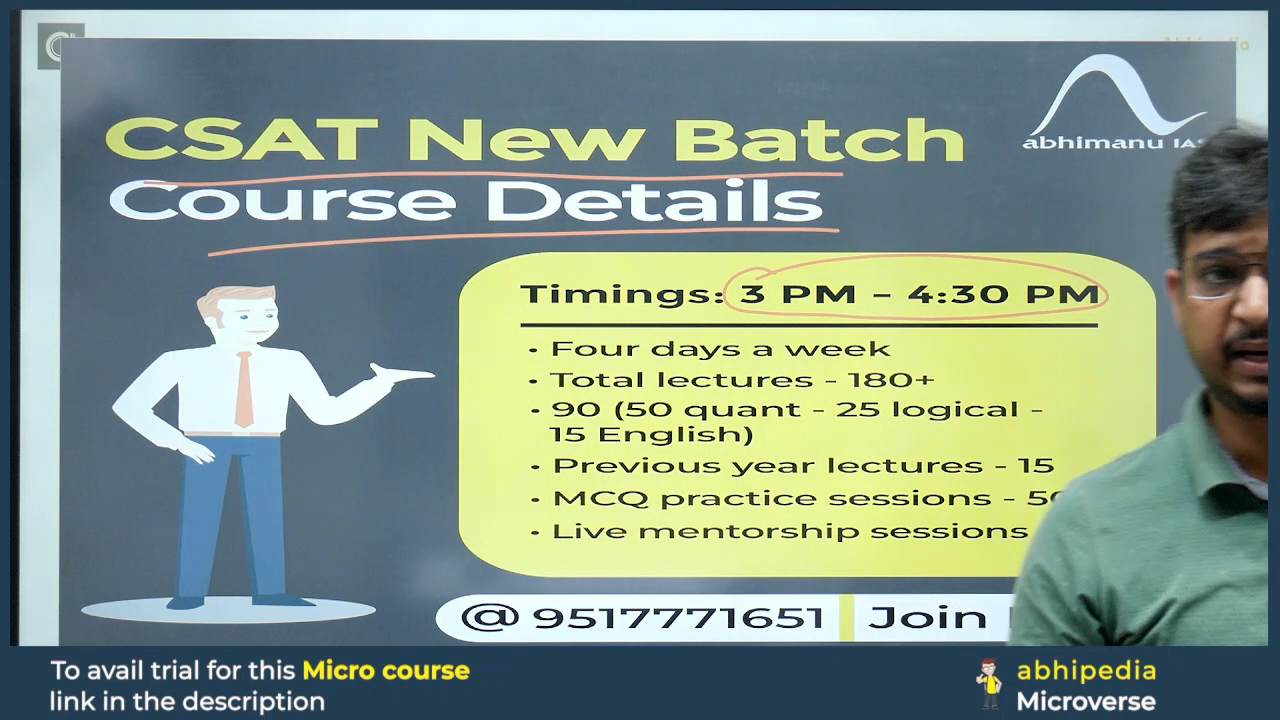 CSAT New Batch
Course Details
abhimanu
Timings: 3 PM – 4:30 PM
• Four days a week
• Total lectures - 180+
• 90 (50 quant - 25 logical -
15 English)
• Previous year lectures - 15
• MCQ practice sessions -
• Live mentorship sessions
@ 9517771651 | Join
To avail trial for this Micro course
link in the description
abhipedia
Microverse